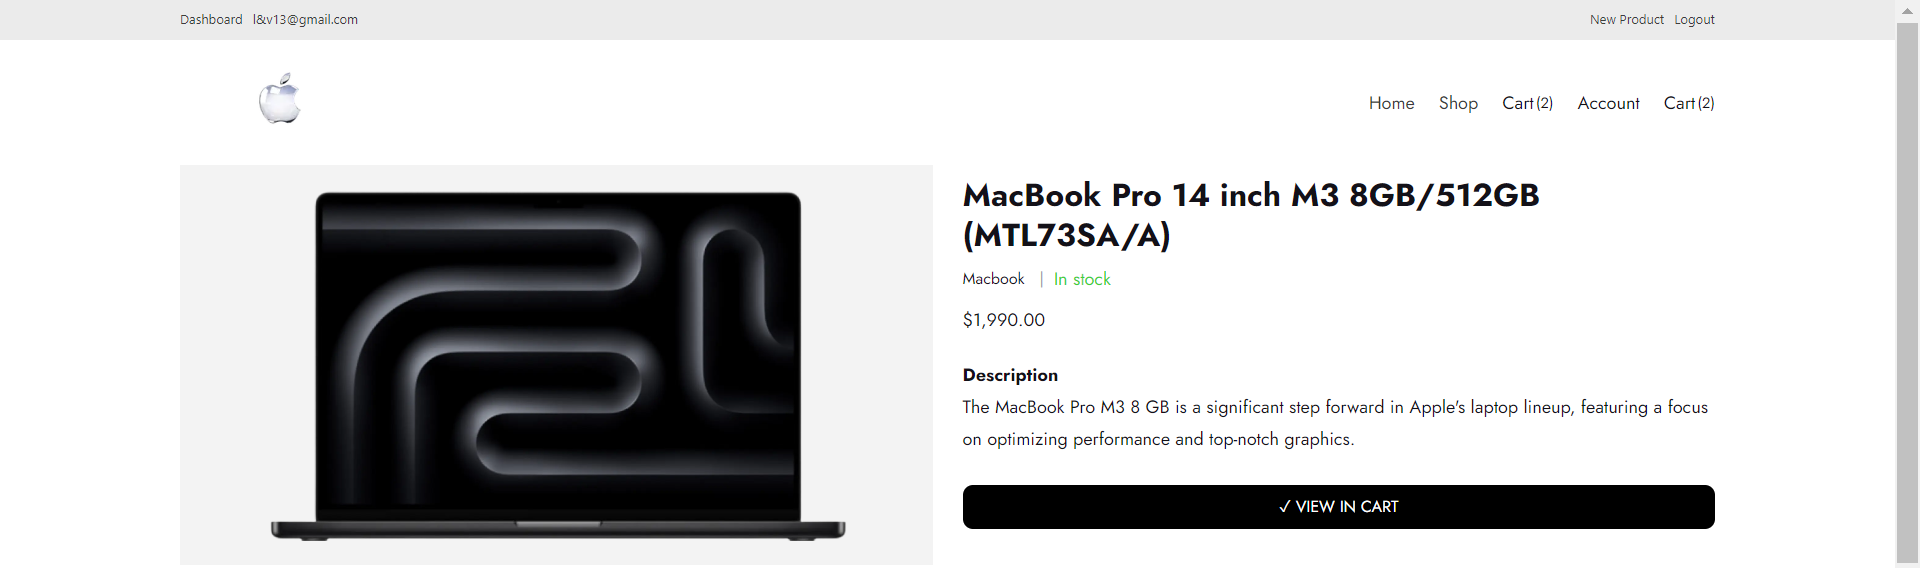 Dashboard l&v13@gmail.com New Product Logout
Home Shop Cart(2) Account Cart(2)
MacBook Pro 14 inch M3 8GB/512GB
(MTL73SA/A)
Macbook | In stock
$1,990.00
Description
The MacBook Pro M3 8 GB is a significant step forward in Apple's laptop lineup, featuring a focus
on optimizing performance and top-notch graphics.
✓ VIEW IN CART